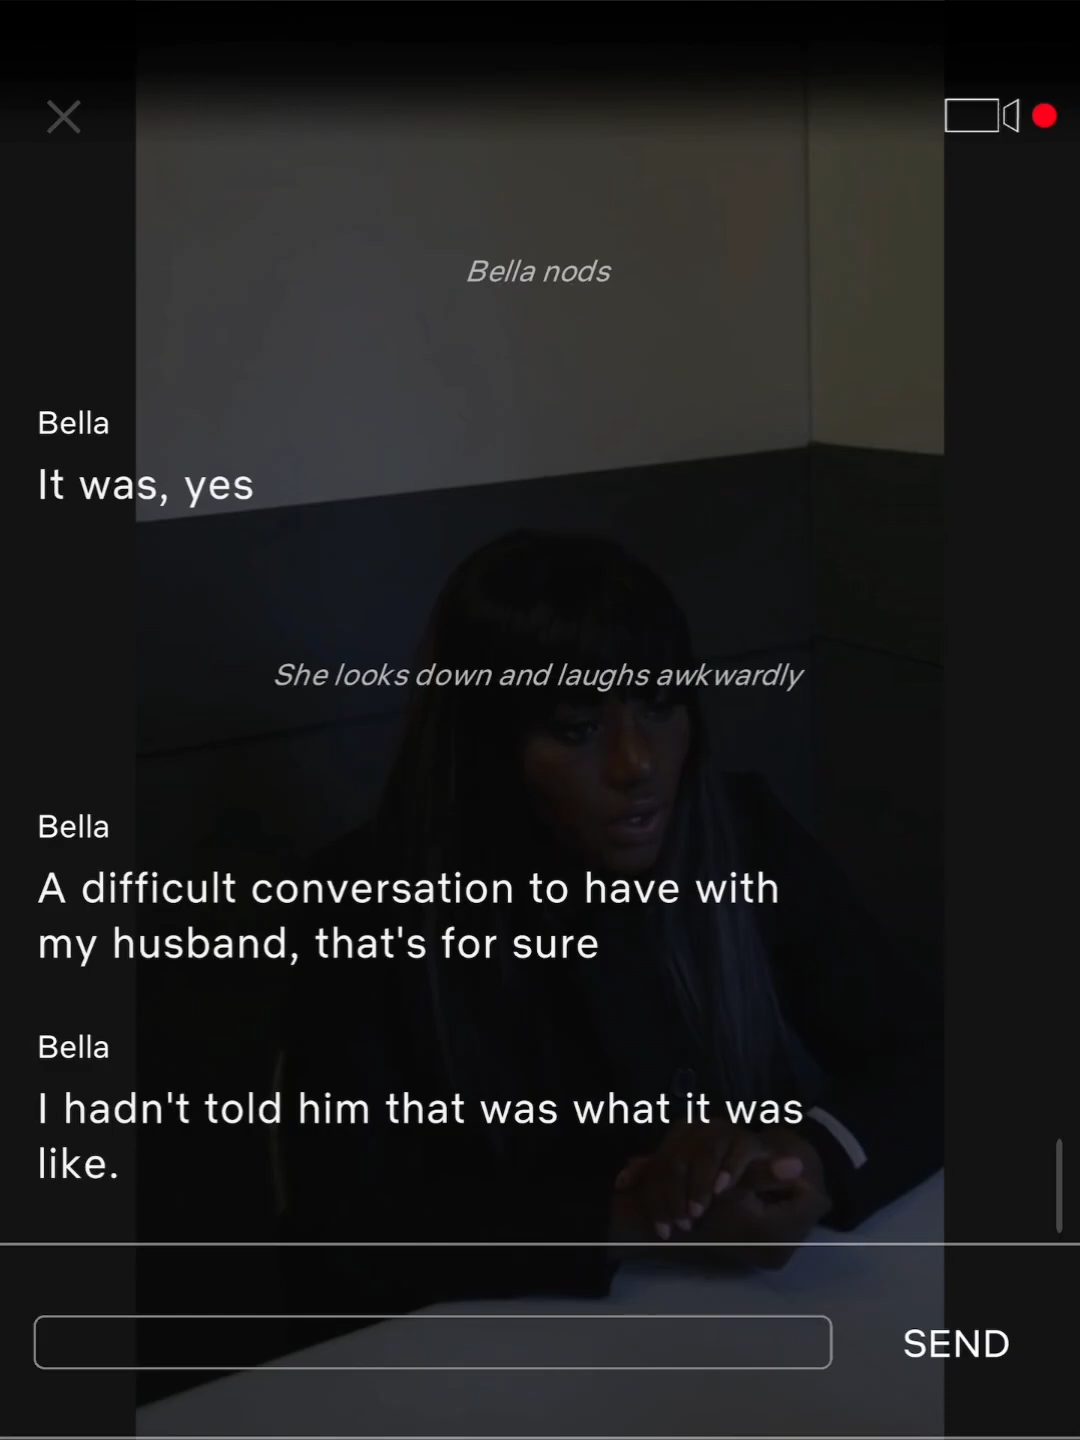 Bella nods
Bella
It was, yes
She looks down and laughs awkwardly
Bella
A difficult conversation to have with
my husband, that's for sure
Bella
I hadn't told him that was what it was
like.
SEND